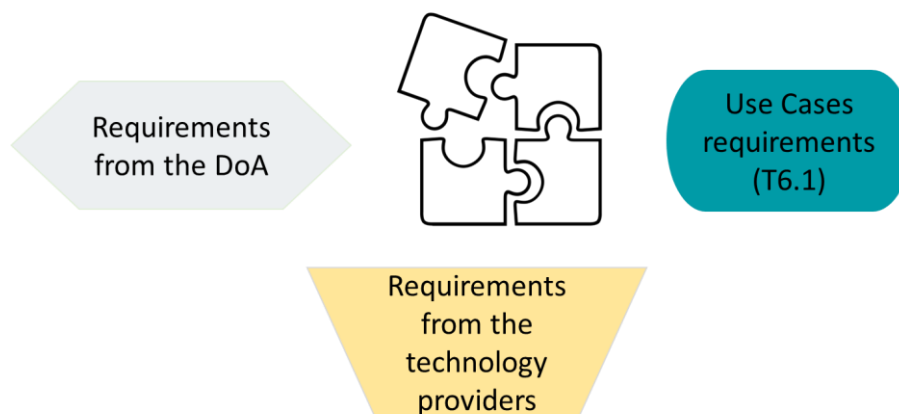 Requirements
from the DoA
Use Cases
requirements
(T6.1)
Requirements
from the
technology
providers